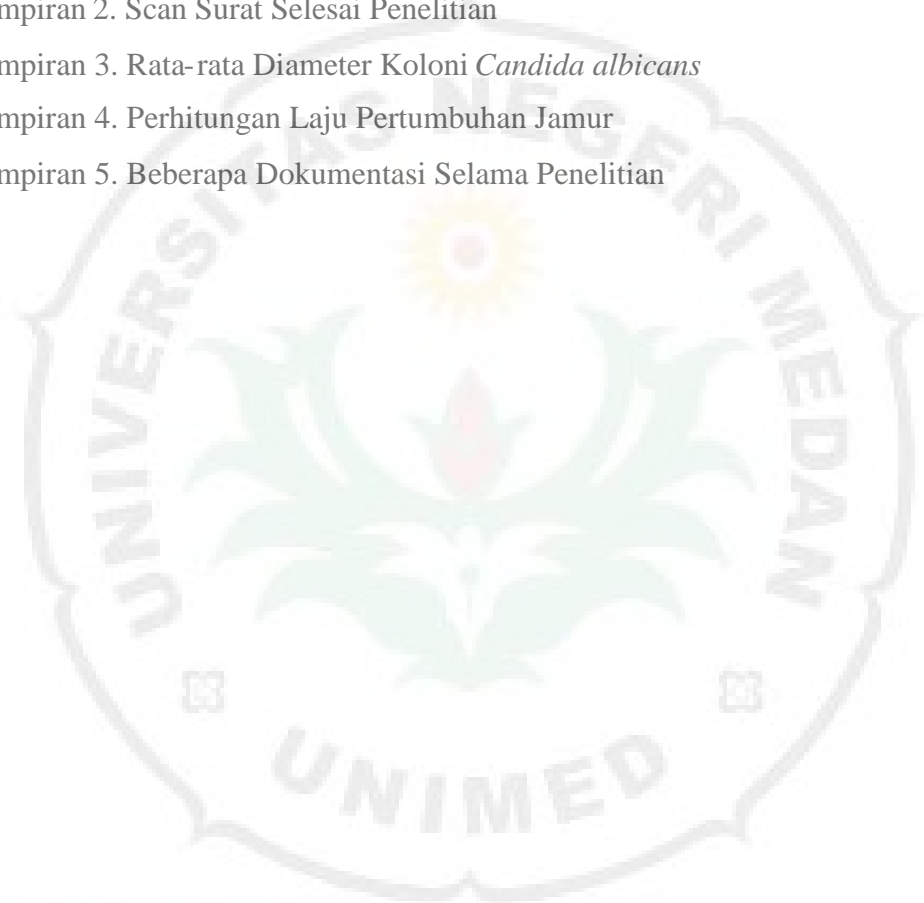 mpiran 2. Scan Surat Selesai Penelitian
mpiran 3. Rata-rata Diameter Koloni Candida albicans
mpiran 4. Perhitungan Laju Pertumbuhan Jamur
mpiran 5. Beberapa Dokumentasi Selama Penelitian
UNIVERSITAS NEGERI MEDAN
UNIMED